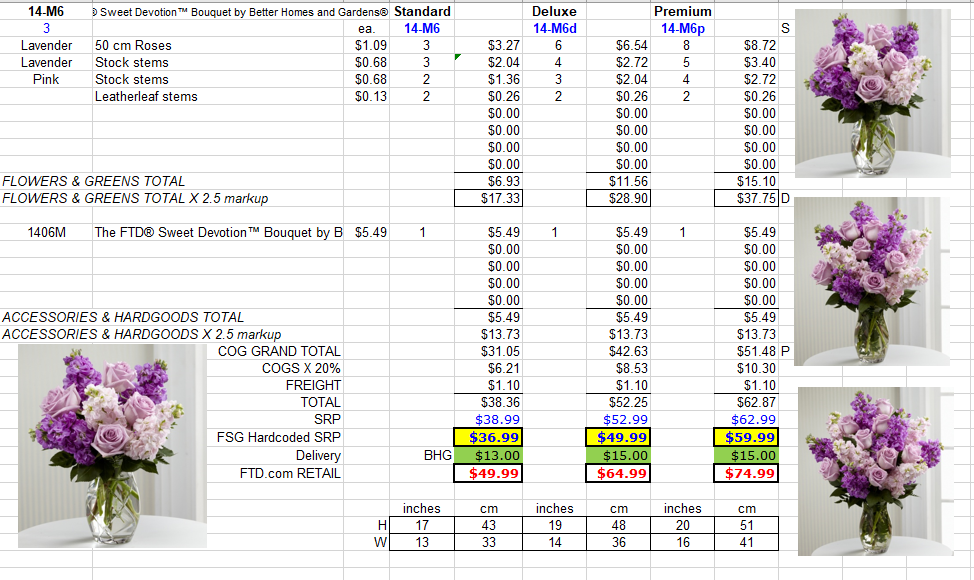 14-M6 ® Sweet Devotion™ Bouquet by Better Homes and Gardens® Standard Deluxe Premium
3 ea. 14-M6 14-M6d 14-M6p S
Lavender 50 cm Roses $1.09 3 $3.27 6 $6.54 8 $8.72
Lavender Stock stems $0.68 3 $2.04 4 $2.72 5 $3.40
Pink Stock stems $0.68 2 $1.36 3 $2.04 4 $2.72
Leatherleaf stems $0.13 2 $0.26 2 $0.26 2 $0.26
$0.00 $0.00 $0.00
$0.00 $0.00 $0.00
$0.00 $0.00 $0.00
$0.00 $0.00 $0.00
FLOWERS & GREENS TOTAL $6.93 $11.56 $15.10
FLOWERS & GREENS TOTAL X 2.5 markup $17.33 $28.90 $37.75 D
1406M The FTD® Sweet Devotion™ Bouquet by B $5.49 1 $5.49 1 $5.49 1 $5.49
$0.00 $0.00 $0.00
$0.00 $0.00 $0.00
$0.00 $0.00 $0.00
$0.00 $0.00 $0.00
ACCESSORIES & HARDGOODS TOTAL $5.49 $5.49 $5.49
ACCESSORIES & HARDGOODS X 2.5 markup $13.73 $13.73 $13.73
COG GRAND TOTAL $31.05 $42.63 $51.48 P
COGS X 20% $6.21 $8.53 $10.30
FREIGHT $1.10 $1.10 $1.10
TOTAL $38.36 $52.25 $62.87
SRP $38.99 $52.99 $62.99
FSG Hardcoded SRP $36.99 $49.99 $59.99
Delivery BHG $13.00 $15.00 $15.00
FTD.com RETAIL $49.99 $64.99 $74.99
inches cm inches cm inches cm
H 17 43 19 48 20 51
W 13 33 14 36 16 41